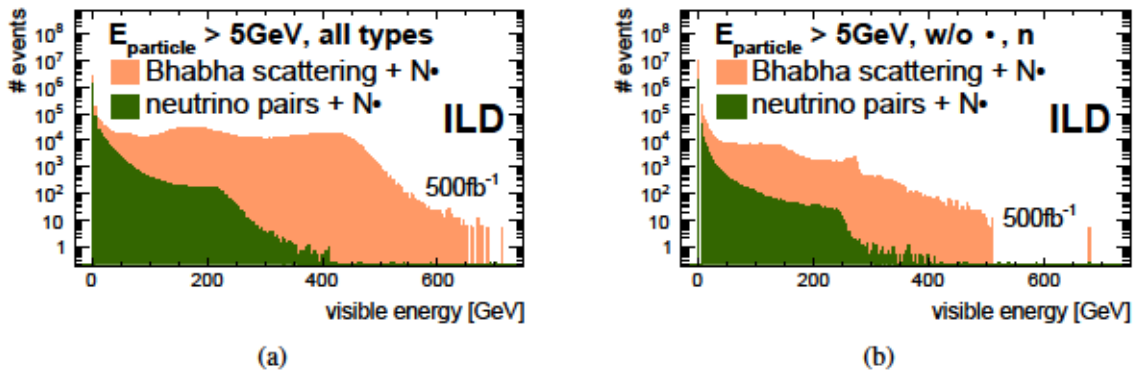 E_particle > 5GeV, all types
Bhabha scattering + N•
neutrino pairs + N•
ILD
500fb⁻¹
# events
10⁸
10⁷
10⁶
10⁵
10⁴
10³
10²
10
1
0 200 400 600
visible energy [GeV]
(a)
E_particle > 5GeV, w/o •, n
Bhabha scattering + N•
neutrino pairs + N•
ILD
500fb⁻¹
# events
10⁸
10⁷
10⁶
10⁵
10⁴
10³
10²
10
1
0 200 400 600
visible energy [GeV]
(b)